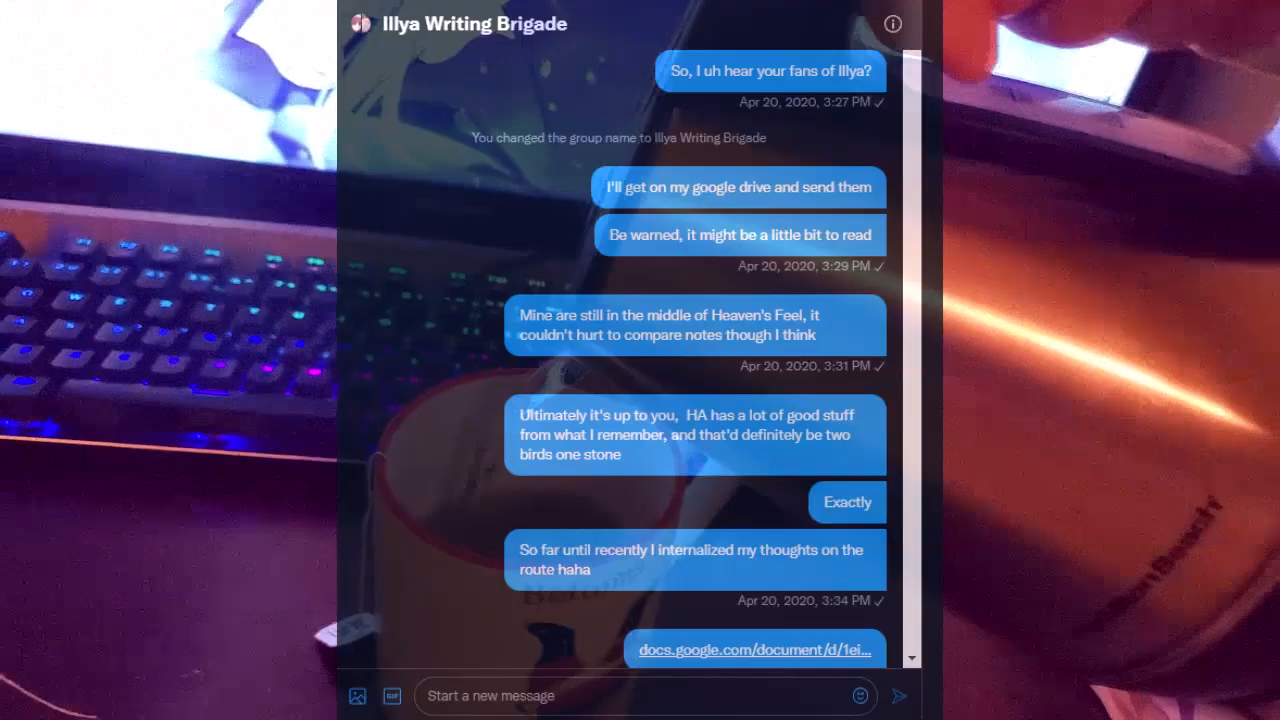 Illya Writing Brigade
So, I uh hear your fans of Illya?
Apr 20, 2020, 3:27 PM ✓
You changed the group name to Illya Writing Brigade
I'll get on my google drive and send them
Be warned, it might be a little bit to read
Apr 20, 2020, 3:29 PM ✓
Mine are still in the middle of Heaven's Feel, it
couldn't hurt to compare notes though I think
Apr 20, 2020, 3:31 PM ✓
Ultimately it's up to you,  HA has a lot of good stuff
from what I remember, and that'd definitely be two
birds one stone
Exactly
So far until recently I internalized my thoughts on the
route haha
Apr 20, 2020, 3:34 PM ✓
docs.google.com/document/d/1ei...
GIF
Start a new message